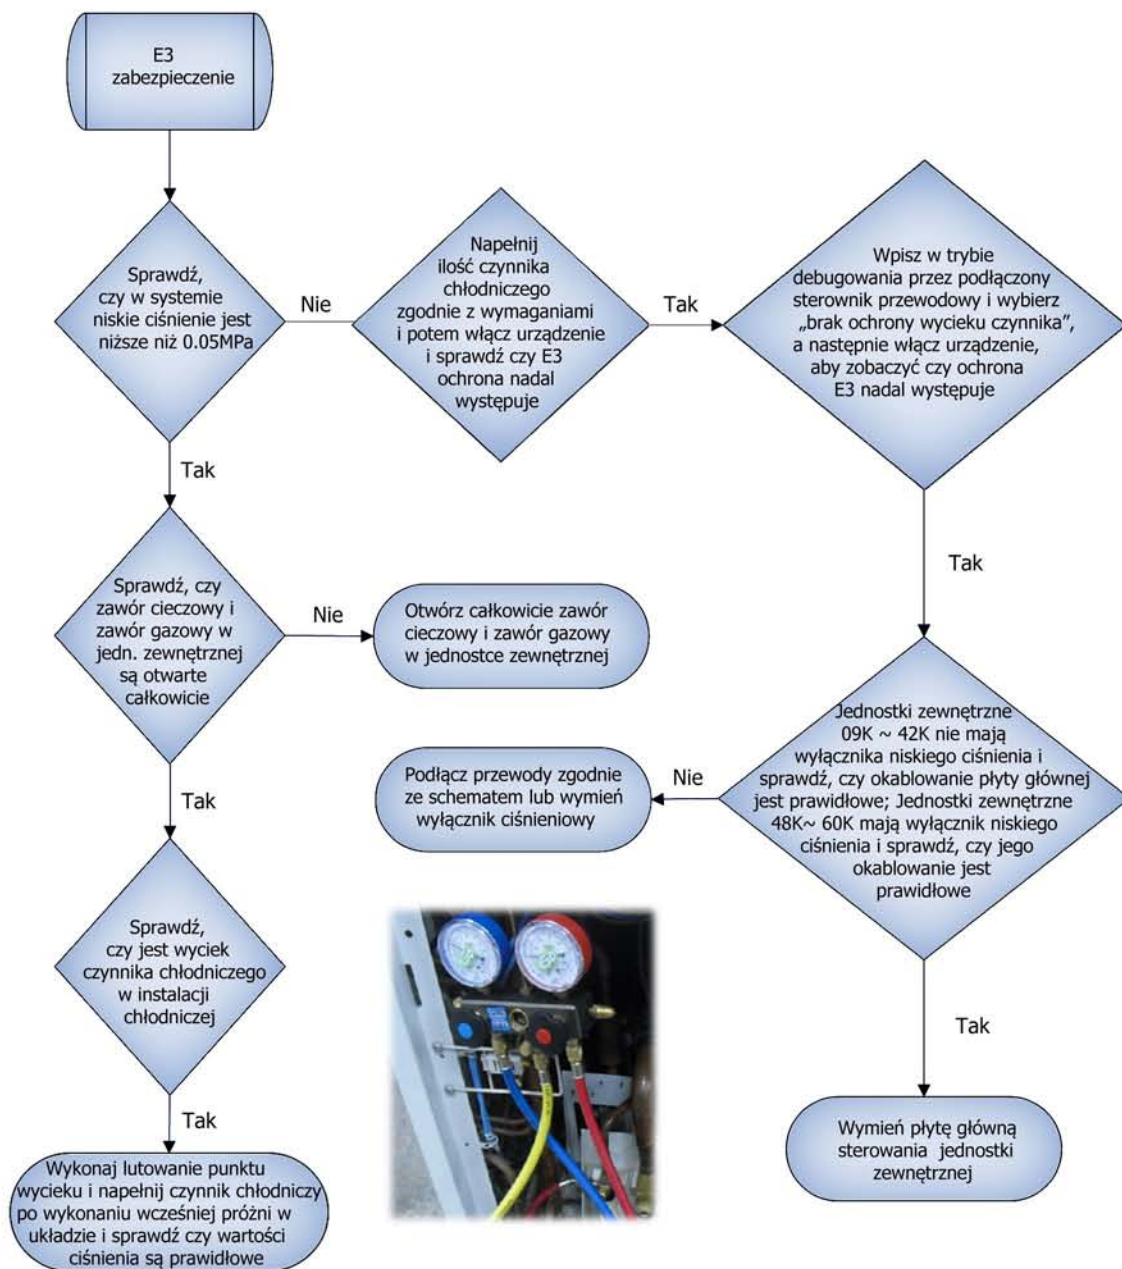 E3
zabezpieczenie
Sprawdź,
czy w systemie
niskie ciśnienie jest
niższe niż 0.05MPa
Nie
Napełnij
ilość czynnika
chłodniczego
zgodnie z wymaganiami
i potem włącz urządzenie
i sprawdź czy E3
ochrona nadal
występuje
Tak
Wpisz w trybie
debugowania przez podłączony
sterownik przewodowy i wybierz
„brak ochrony wycieku czynnika”,
a następnie włącz urządzenie,
aby zobaczyć czy ochrona
E3 nadal występuje
Tak
Tak
Sprawdź, czy
zawór cieczowy i
zawór gazowy w
jedn. zewnętrznej
są otwarte
całkowicie
Nie
Otwórz całkowicie zawór
cieczowy i zawór gazowy
w jednostce zewnętrznej
Jednostki zewnętrzne
09K ~ 42K nie mają
wyłącznika niskiego ciśnienia i
sprawdź, czy okablowanie płyty głównej
jest prawidłowe; Jednostki zewnętrzne
48K~ 60K mają wyłącznik niskiego
ciśnienia i sprawdź, czy jego
okablowanie jest
prawidłowe
Nie
Podłącz przewody zgodnie
ze schematem lub wymień
wyłącznik ciśnieniowy
Tak
Sprawdź,
czy jest wyciek
czynnika chłodniczego
w instalacji
chłodniczej
Tak
Tak
Wykonaj lutowanie punktu
wycieku i napełnij czynnik chłodniczy
po wykonaniu wcześniej próżni w
układzie i sprawdź czy wartości
ciśnienia są prawidłowe
Wymień płytę główną
sterowania jednostki
zewnętrznej